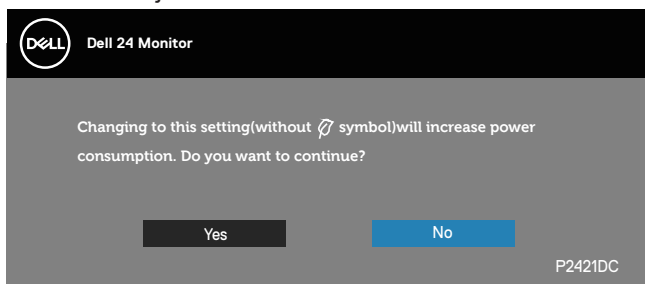 DELL
Dell 24 Monitor
Changing to this setting(without symbol)will increase power
consumption. Do you want to continue?
Yes
No
P2421DC